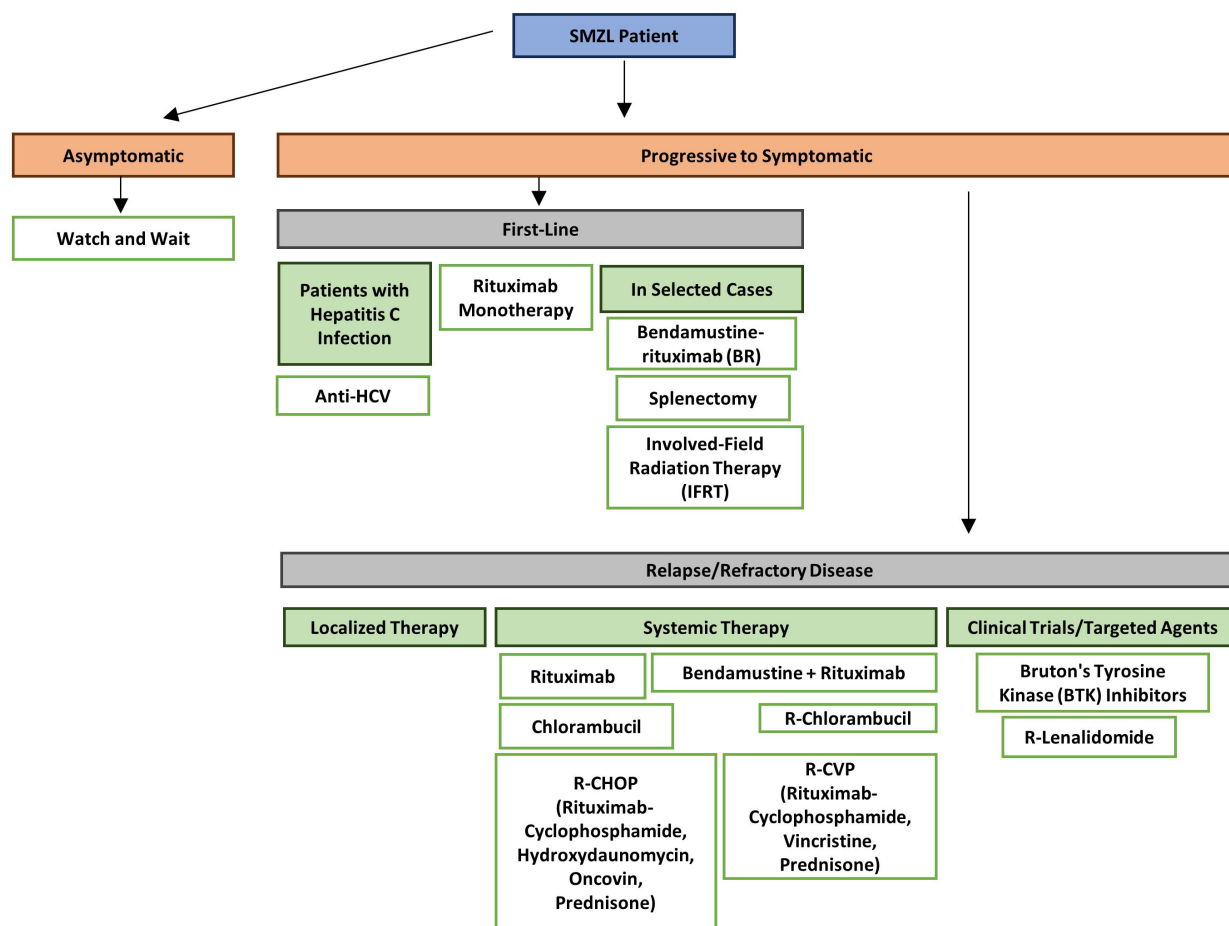 SMZL Patient
Asymptomatic
Progressive to Symptomatic
Watch and Wait
First-Line
Patients with
Hepatitis C
Infection
Rituximab
Monotherapy
In Selected Cases
Anti-HCV
Bendamustine-
rituximab (BR)
Splenectomy
Involved-Field
Radiation Therapy
(IFRT)
Relapse/Refractory Disease
Localized Therapy
Systemic Therapy
Clinical Trials/Targeted Agents
Rituximab
Bendamustine + Rituximab
Chlorambucil
R-Chlorambucil
R-CHOP
(Rituximab-
Cyclophosphamide,
Hydroxydaunomycin,
Oncovin,
Prednisone)
R-CVP
(Rituximab-
Cyclophosphamide,
Vincristine,
Prednisone)
Bruton's Tyrosine
Kinase (BTK) Inhibitors
R-Lenalidomide